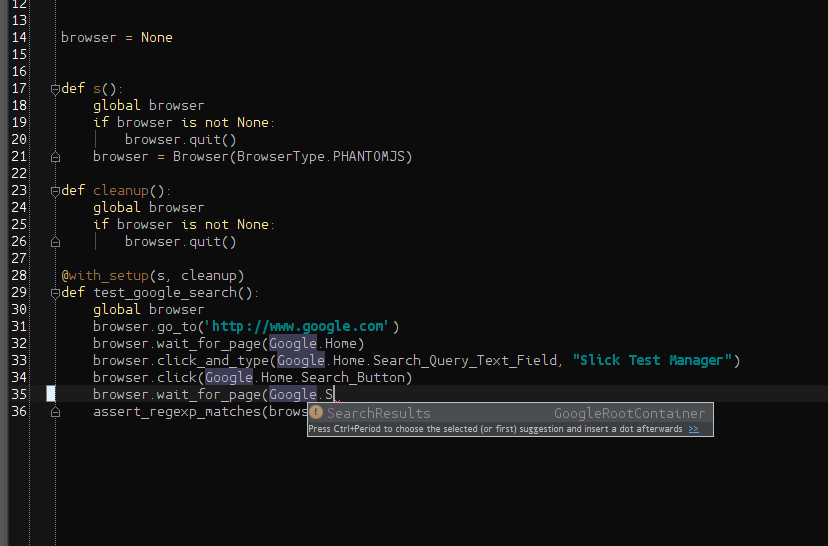 12
13
14 browser = None
15
16
17 def s():
18 global browser
19 if browser is not None:
20 browser.quit()
21 browser = Browser(BrowserType.PHANTOMJS)
22
23 def cleanup():
24 global browser
25 if browser is not None:
26 browser.quit()
27
28 @with_setup(s, cleanup)
29 def test_google_search():
30 global browser
31 browser.go_to('http://www.google.com')
32 browser.wait_for_page(Google.Home)
33 browser.click_and_type(Google.Home.Search_Query_Text_Field, "Slick Test Manager")
34 browser.click(Google.Home.Search_Button)
35 browser.wait_for_page(Google.S
36 assert_regexp_matches(brows
f SearchResults GoogleRootContainer
Press Ctrl+Period to choose the selected (or first) suggestion and insert a dot afterwards >>